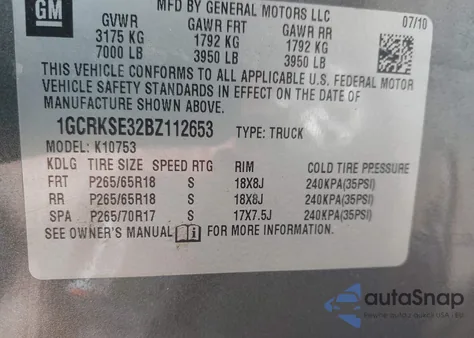 GM
MFD BY GENERAL MOTORS LLC
07/10
GVWR GAWR FRT GAWR RR
3175 KG 1792 KG 1792 KG
7000 LB 3950 LB 3950 LB
THIS VEHICLE CONFORMS TO ALL APPLICABLE U.S. FEDERAL MOTOR
VEHICLE SAFETY STANDARDS IN EFFECT ON THE DATE OF
MANUFACTURE SHOWN ABOVE.
1GCRKSE32BZ112653 TYPE: TRUCK
MODEL: K10753
KDLG TIRE SIZE SPEED RTG RIM COLD TIRE PRESSURE
FRT P265/65R18 S 18X8J 240KPA(35PSI)
RR P265/65R18 S 18X8J 240KPA(35PSI)
SPA P265/70R17 S 17X7.5J 240KPA(35PSI)
SEE OWNER'S MANUAL FOR MORE INFORMATION.
autoSnap